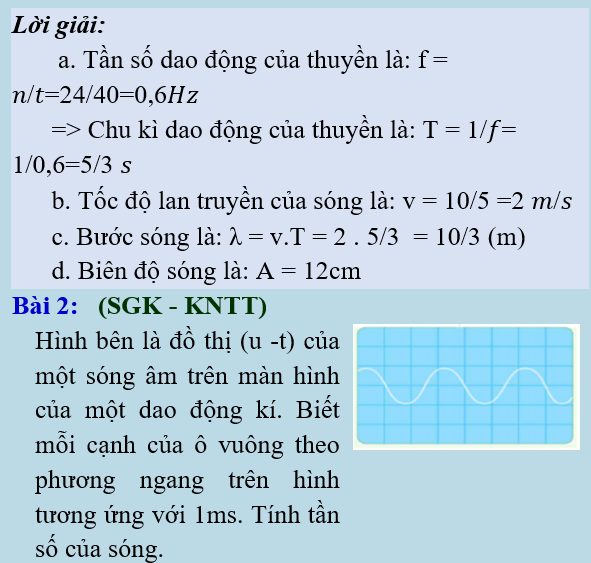 Lời giải:
a. Tần số dao động của thuyền là: f =
n/t=24/40=0,6Hz
=> Chu kì dao động của thuyền là: T = 1/f=
1/0,6=5/3 s
b. Tốc độ lan truyền của sóng là: v = 10/5 =2 m/s
c. Bước sóng là: λ = v.T = 2 . 5/3 = 10/3 (m)
d. Biên độ sóng là: A = 12cm
Bài 2: (SGK - KNTT)
Hình bên là đồ thị (u -t) của
một sóng âm trên màn hình
của một dao động kí. Biết
mỗi cạnh của ô vuông theo
phương ngang trên hình
tương ứng với 1ms. Tính tần
số của sóng.